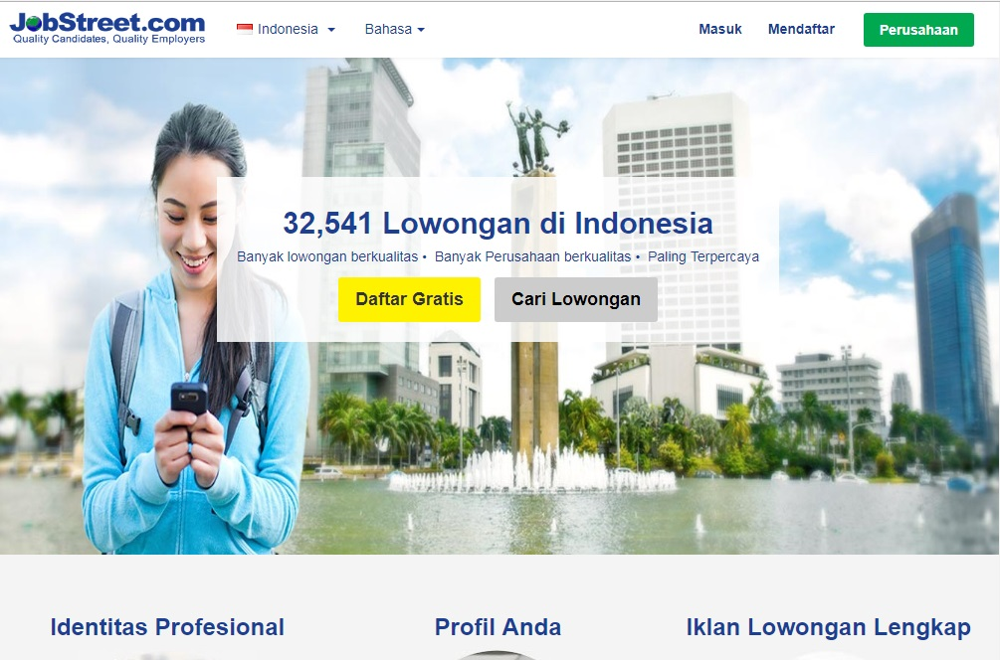 JobStreet.com
Quality Candidates, Quality Employers
Indonesia
Bahasa
Masuk
Mendaftar
Perusahaan
32,541 Lowongan di Indonesia
Banyak lowongan berkualitas • Banyak Perusahaan berkualitas • Paling Terpercaya
Daftar Gratis
Cari Lowongan
Identitas Profesional
Profil Anda
Iklan Lowongan Lengkap